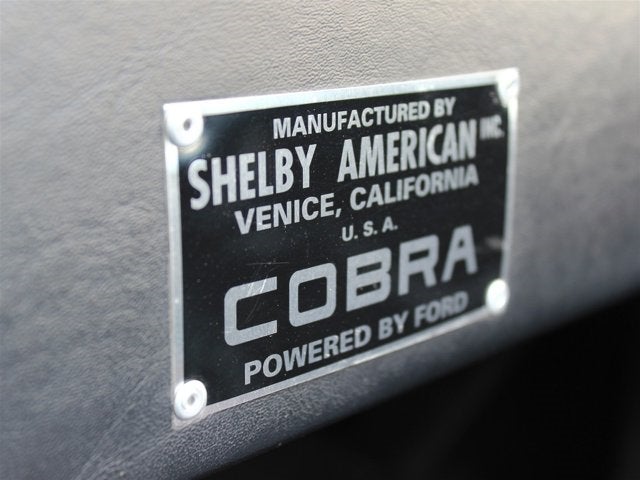 MANUFACTURED BY
SHELBY AMERICAN INC.
VENICE, CALIFORNIA
U. S. A.
COBRA
POWERED BY FORD